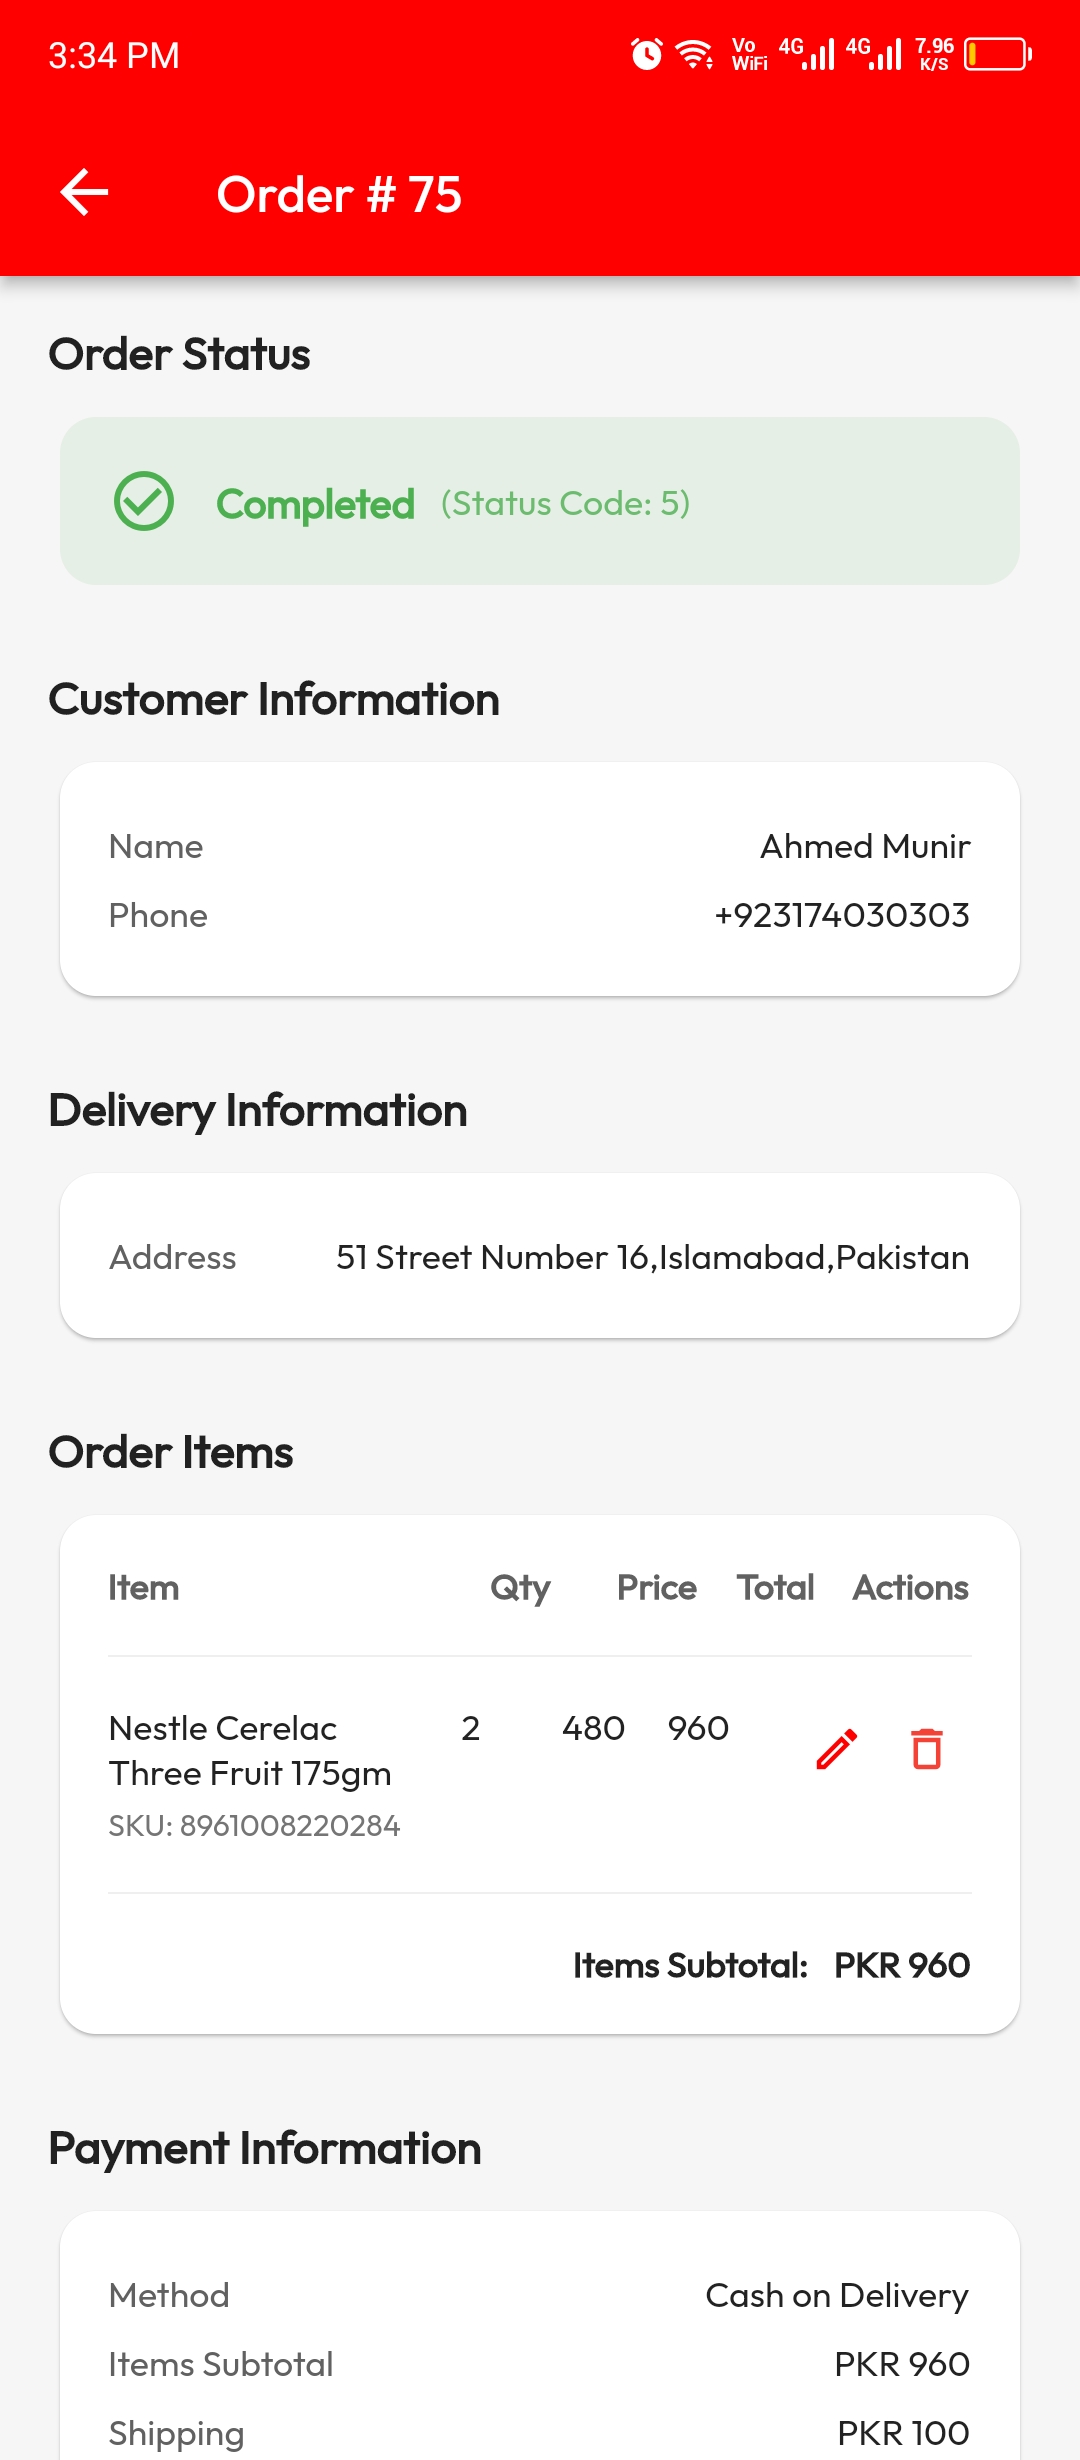 3:34 PM
Vo WiFi 4G 4G 7.96 K/S
Order # 75
Order Status
Completed (Status Code: 5)
Customer Information
Name Ahmed Munir
Phone +923174030303
Delivery Information
Address 51 Street Number 16,Islamabad,Pakistan
Order Items
Item Qty Price Total Actions
Nestle Cerelac 2 480 960
Three Fruit 175gm
SKU: 8961008220284
Items Subtotal: PKR 960
Payment Information
Method Cash on Delivery
Items Subtotal PKR 960
Shipping PKR 100